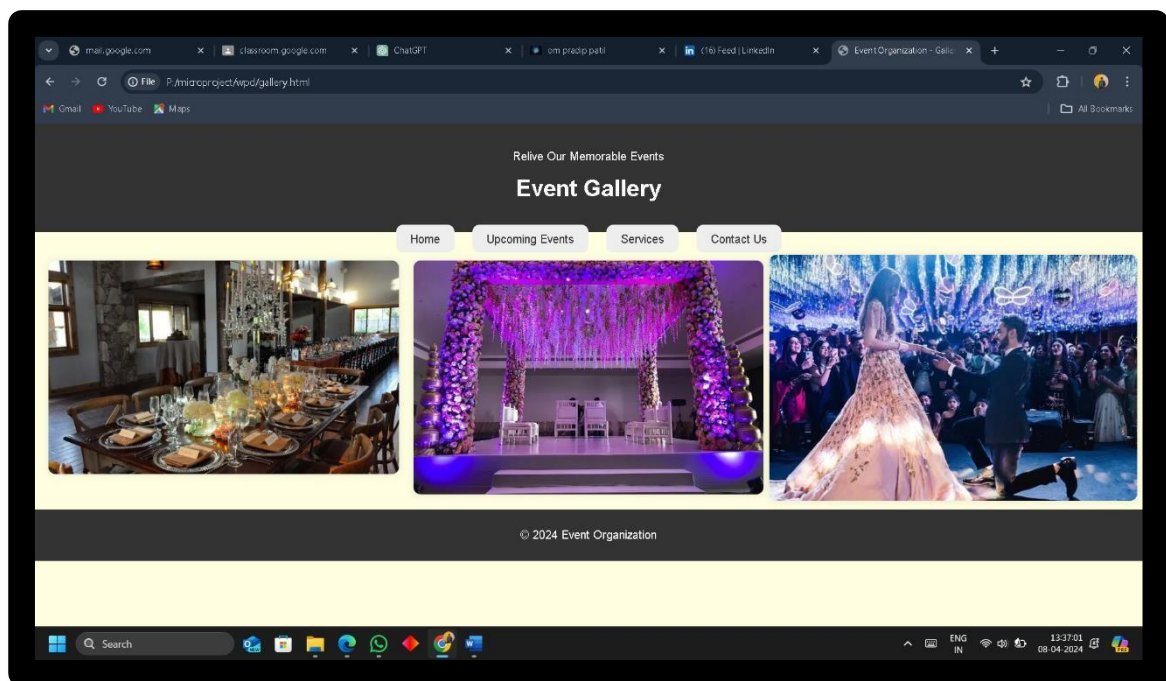 mail.google.com
classroom.google.com
ChatGPT
om pradip patil
(16) Feed | LinkedIn
Event Organization - Galle
File P:/microproject/wpd/gallery.html
Gmail YouTube Maps
All Bookmarks
Relive Our Memorable Events
Event Gallery
Home Upcoming Events Services Contact Us
© 2024 Event Organization
Search
ENG
IN
13:37:01
08-04-2024